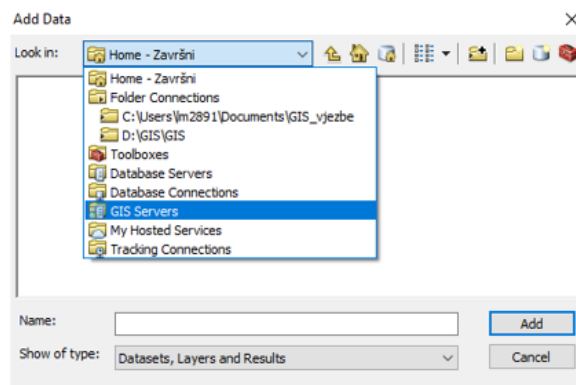 Add Data
Look in:
Home - Završni
Home - Završni
Folder Connections
C:\Users\lm2891\Documents\GIS_vjezbe
D:\GIS\GIS
Toolboxes
Database Servers
Database Connections
GIS Servers
My Hosted Services
Tracking Connections
Name:
Add
Show of type:
Datasets, Layers and Results
Cancel